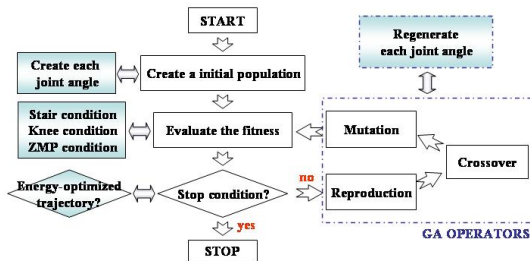 START
Create each
joint angle
Create a initial population
Regenerate
each joint angle
Stair condition
Knee condition
ZMP condition
Evaluate the fitness
Mutation
Crossover
Energy-optimized
trajectory?
Stop condition?
no
Reproduction
yes
GA OPERATORS
STOP